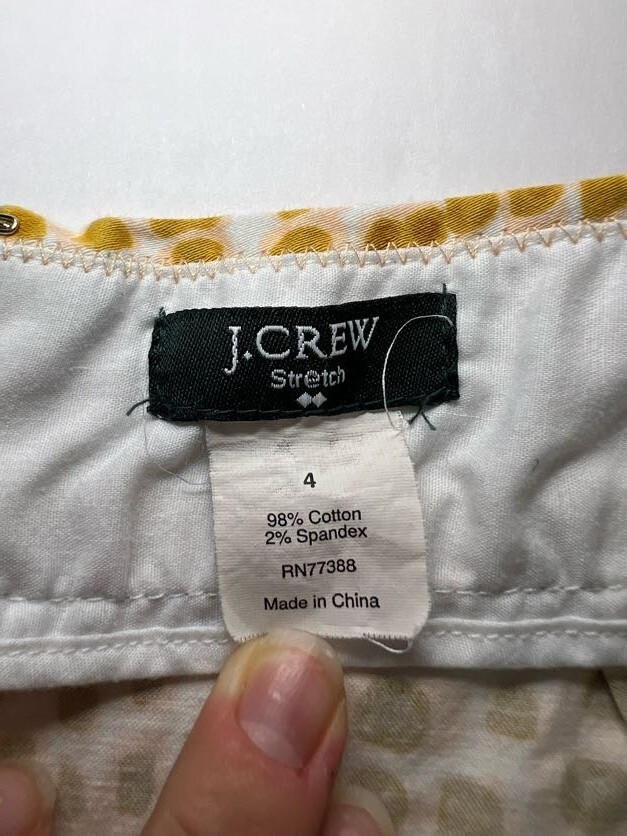 J.CREW
Stretch
4
98% Cotton
2% Spandex
RN77388
Made in China